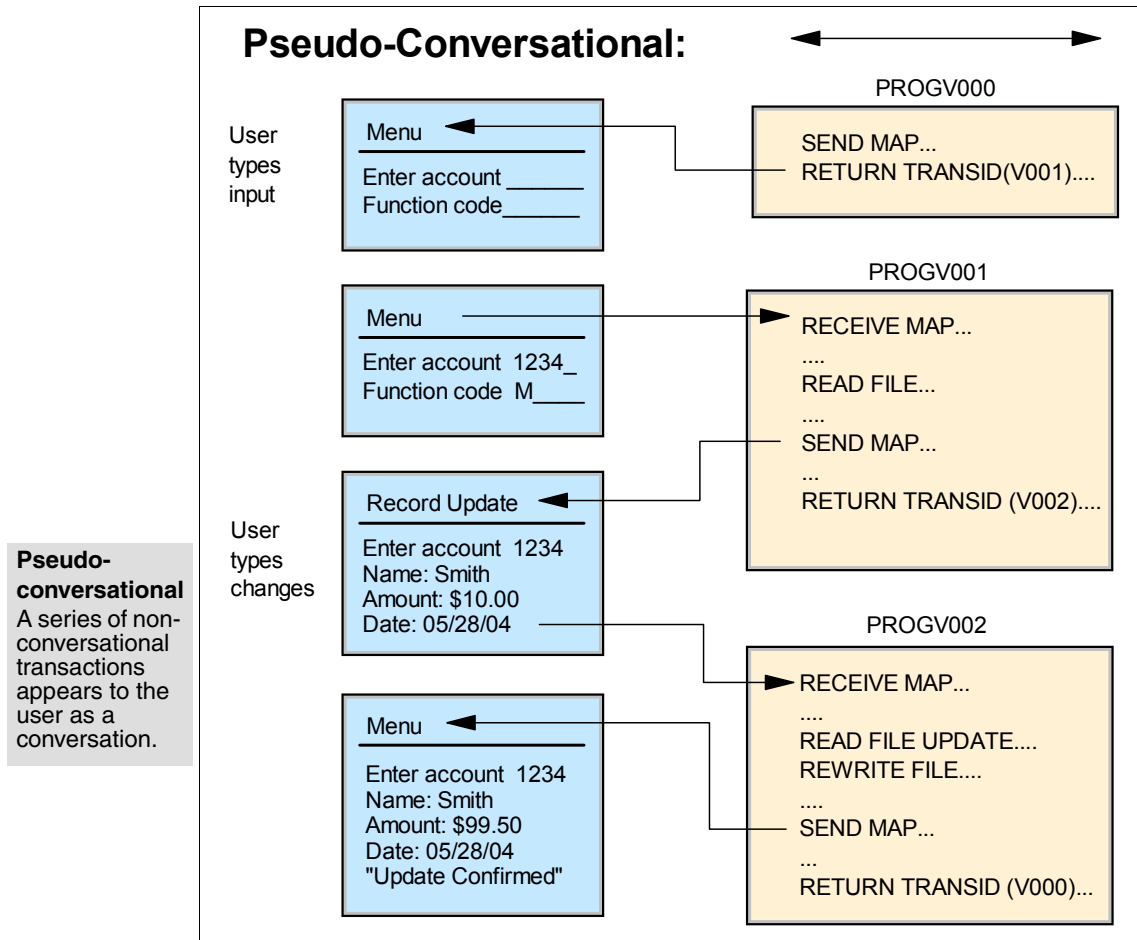 Pseudo-Conversational:
User
types
input
Menu
Enter account ______
Function code______
PROGV000
SEND MAP...
RETURN TRANSID(V001)....
Menu
Enter account 1234_
Function code M____
PROGV001
RECEIVE MAP...
....
READ FILE...
....
SEND MAP...
...
RETURN TRANSID (V002)....
User
types
changes
Record Update
Enter account 1234
Name: Smith
Amount: $10.00
Date: 05/28/04
Pseudo-
conversational
A series of non-
conversational
transactions
appears to the
user as a
conversation.
PROGV002
RECEIVE MAP...
....
READ FILE UPDATE....
REWRITE FILE....
....
SEND MAP...
...
RETURN TRANSID (V000)...
Menu
Enter account 1234
Name: Smith
Amount: $99.50
Date: 05/28/04
"Update Confirmed"